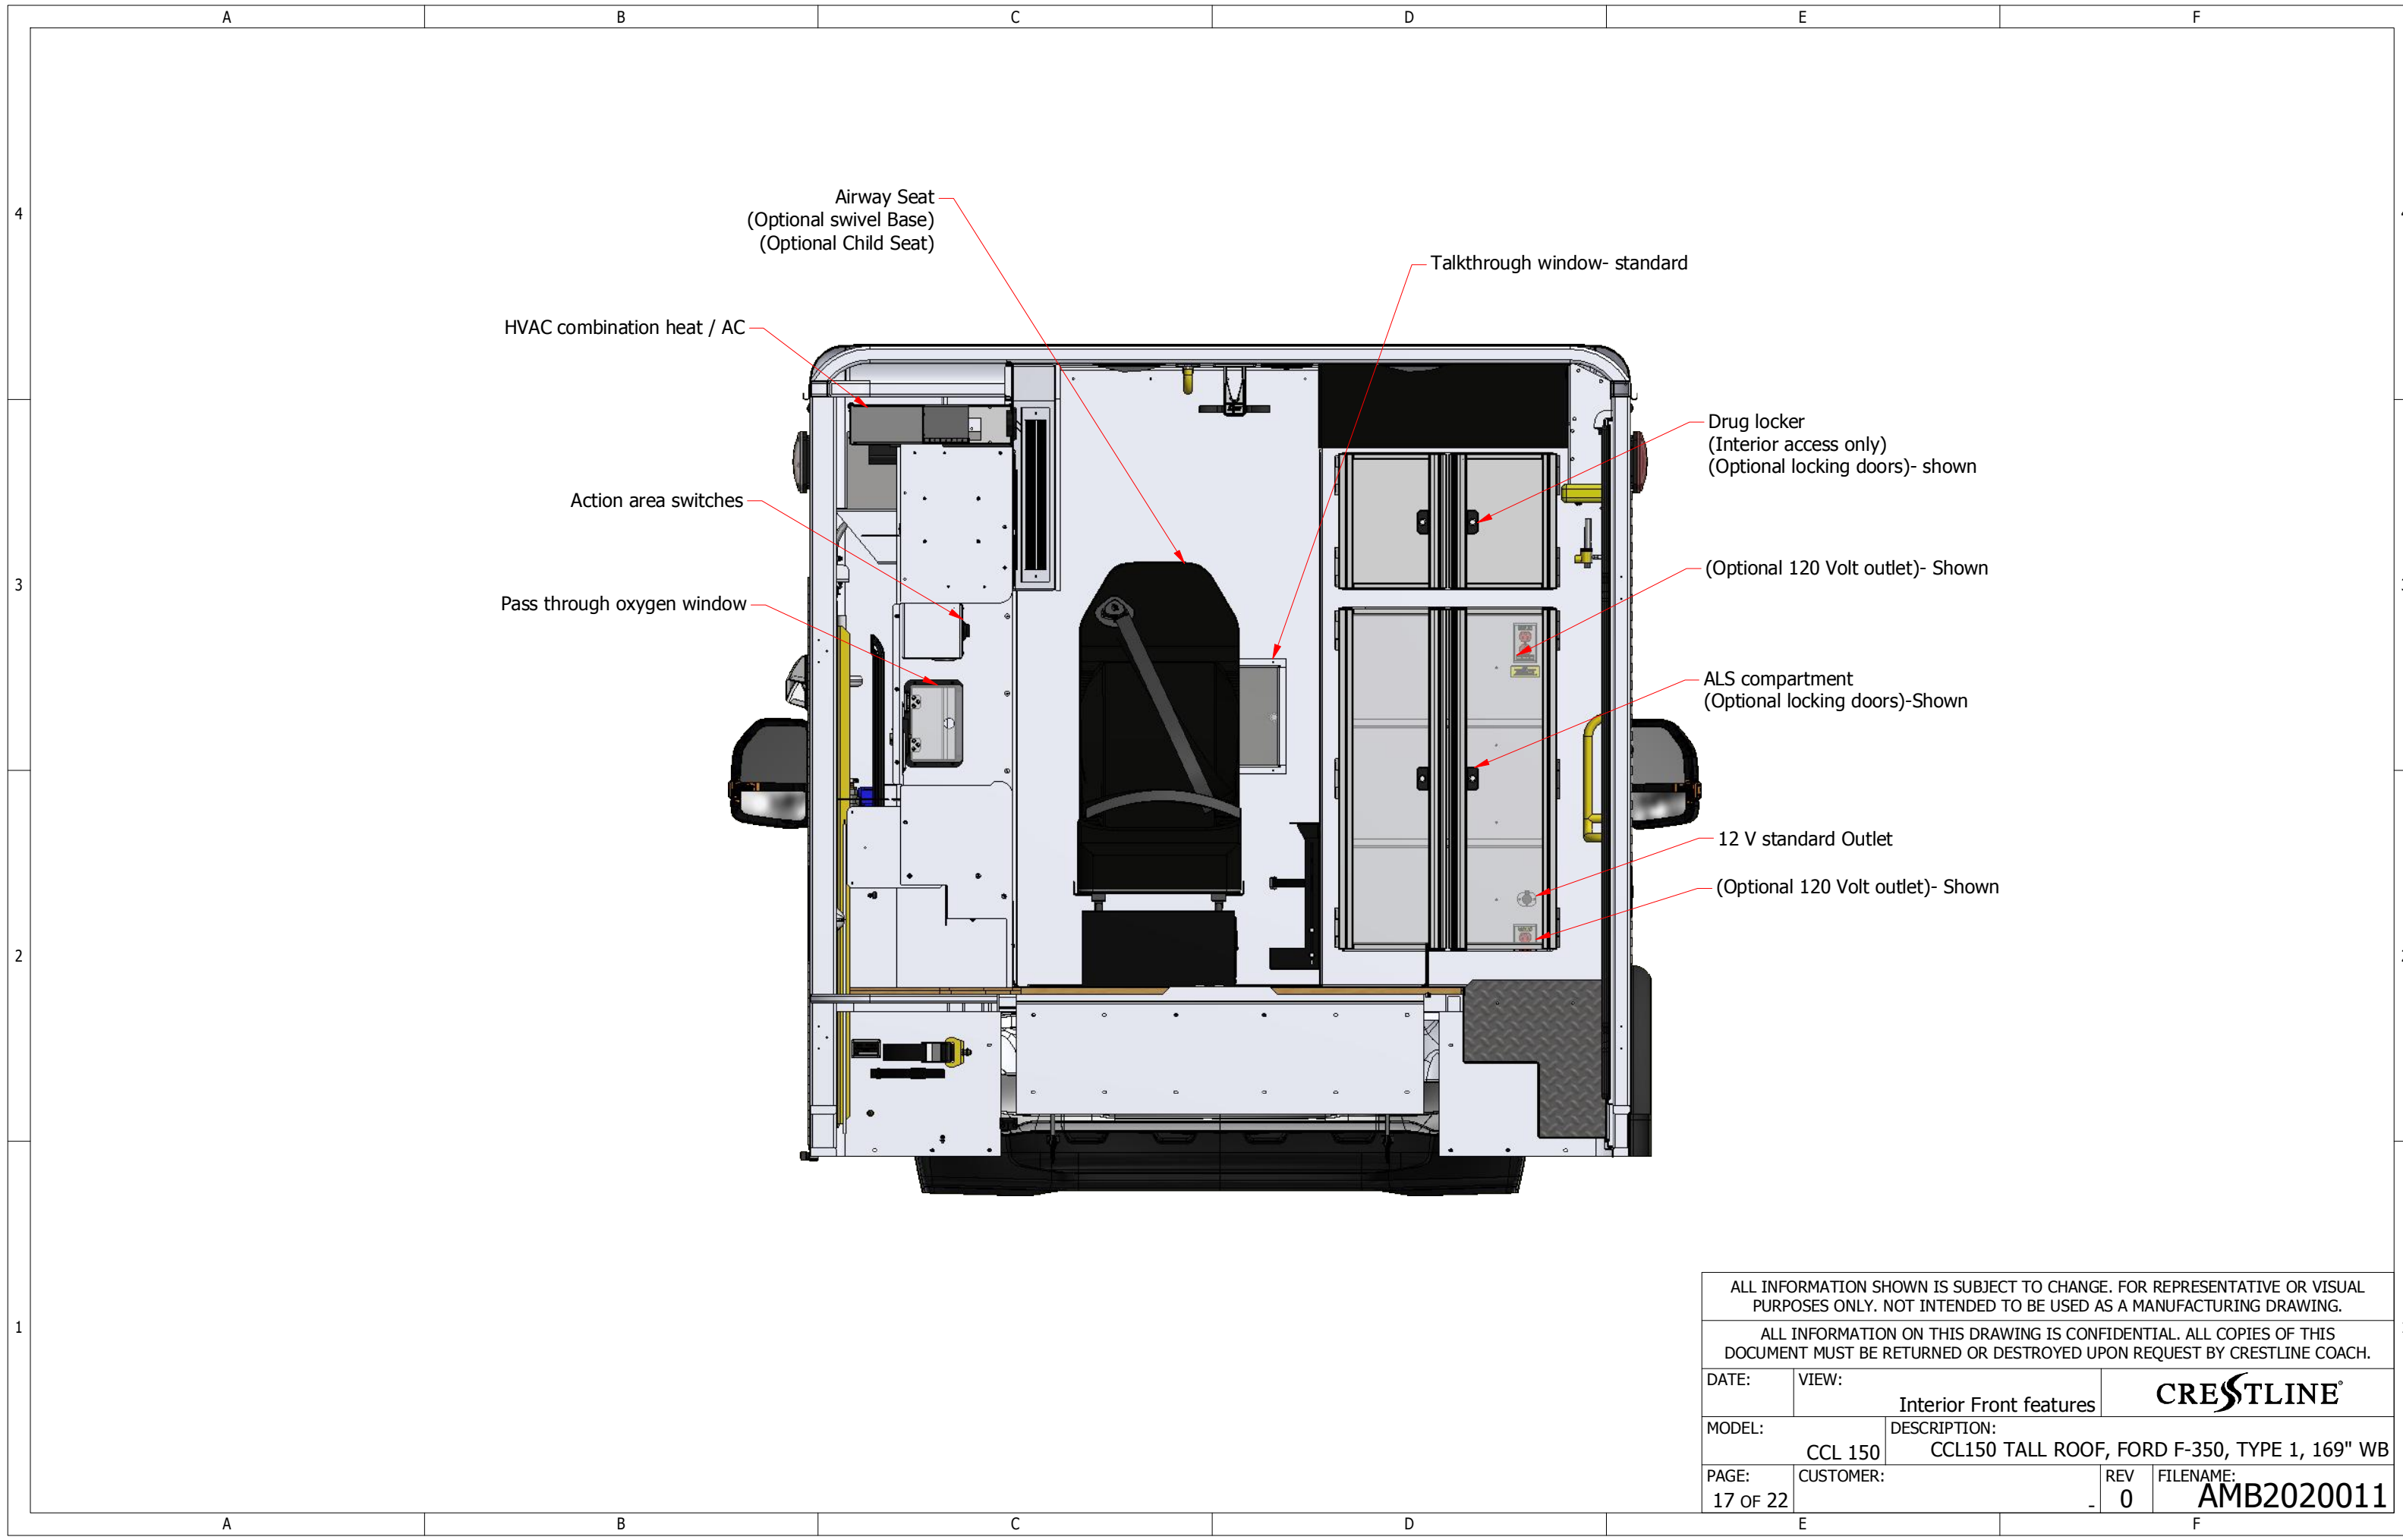 A B C D E F
4
3
2
1
Airway Seat
(Optional swivel Base)
(Optional Child Seat)
Talkthrough window- standard
HVAC combination heat / AC
Drug locker
(Interior access only)
(Optional locking doors)- shown
Action area switches
(Optional 120 Volt outlet)- Shown
Pass through oxygen window
ALS compartment
(Optional locking doors)-Shown
12 V standard Outlet
(Optional 120 Volt outlet)- Shown
ALL INFORMATION SHOWN IS SUBJECT TO CHANGE. FOR REPRESENTATIVE OR VISUAL
PURPOSES ONLY. NOT INTENDED TO BE USED AS A MANUFACTURING DRAWING.
ALL INFORMATION ON THIS DRAWING IS CONFIDENTIAL. ALL COPIES OF THIS
DOCUMENT MUST BE RETURNED OR DESTROYED UPON REQUEST BY CRESTLINE COACH.
DATE:
VIEW:
Interior Front features
CRESTLINE®
MODEL:
CCL 150
DESCRIPTION:
CCL150 TALL ROOF, FORD F-350, TYPE 1, 169" WB
PAGE:
17 OF 22
CUSTOMER:
-
REV
0
FILENAME:
AMB2020011
A B C D E F